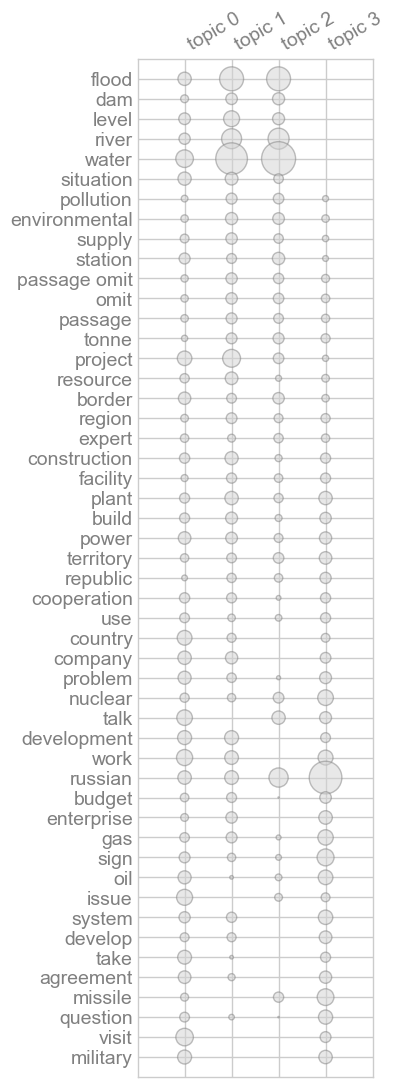 topic 0 topic 1 topic 2 topic 3
flood
dam
level
river
water
situation
pollution
environmental
supply
station
passage omit
omit
passage
tonne
project
resource
border
region
expert
construction
facility
plant
build
power
territory
republic
cooperation
use
country
company
problem
nuclear
talk
development
work
russian
budget
enterprise
gas
sign
oil
issue
system
develop
take
agreement
missile
question
visit
military